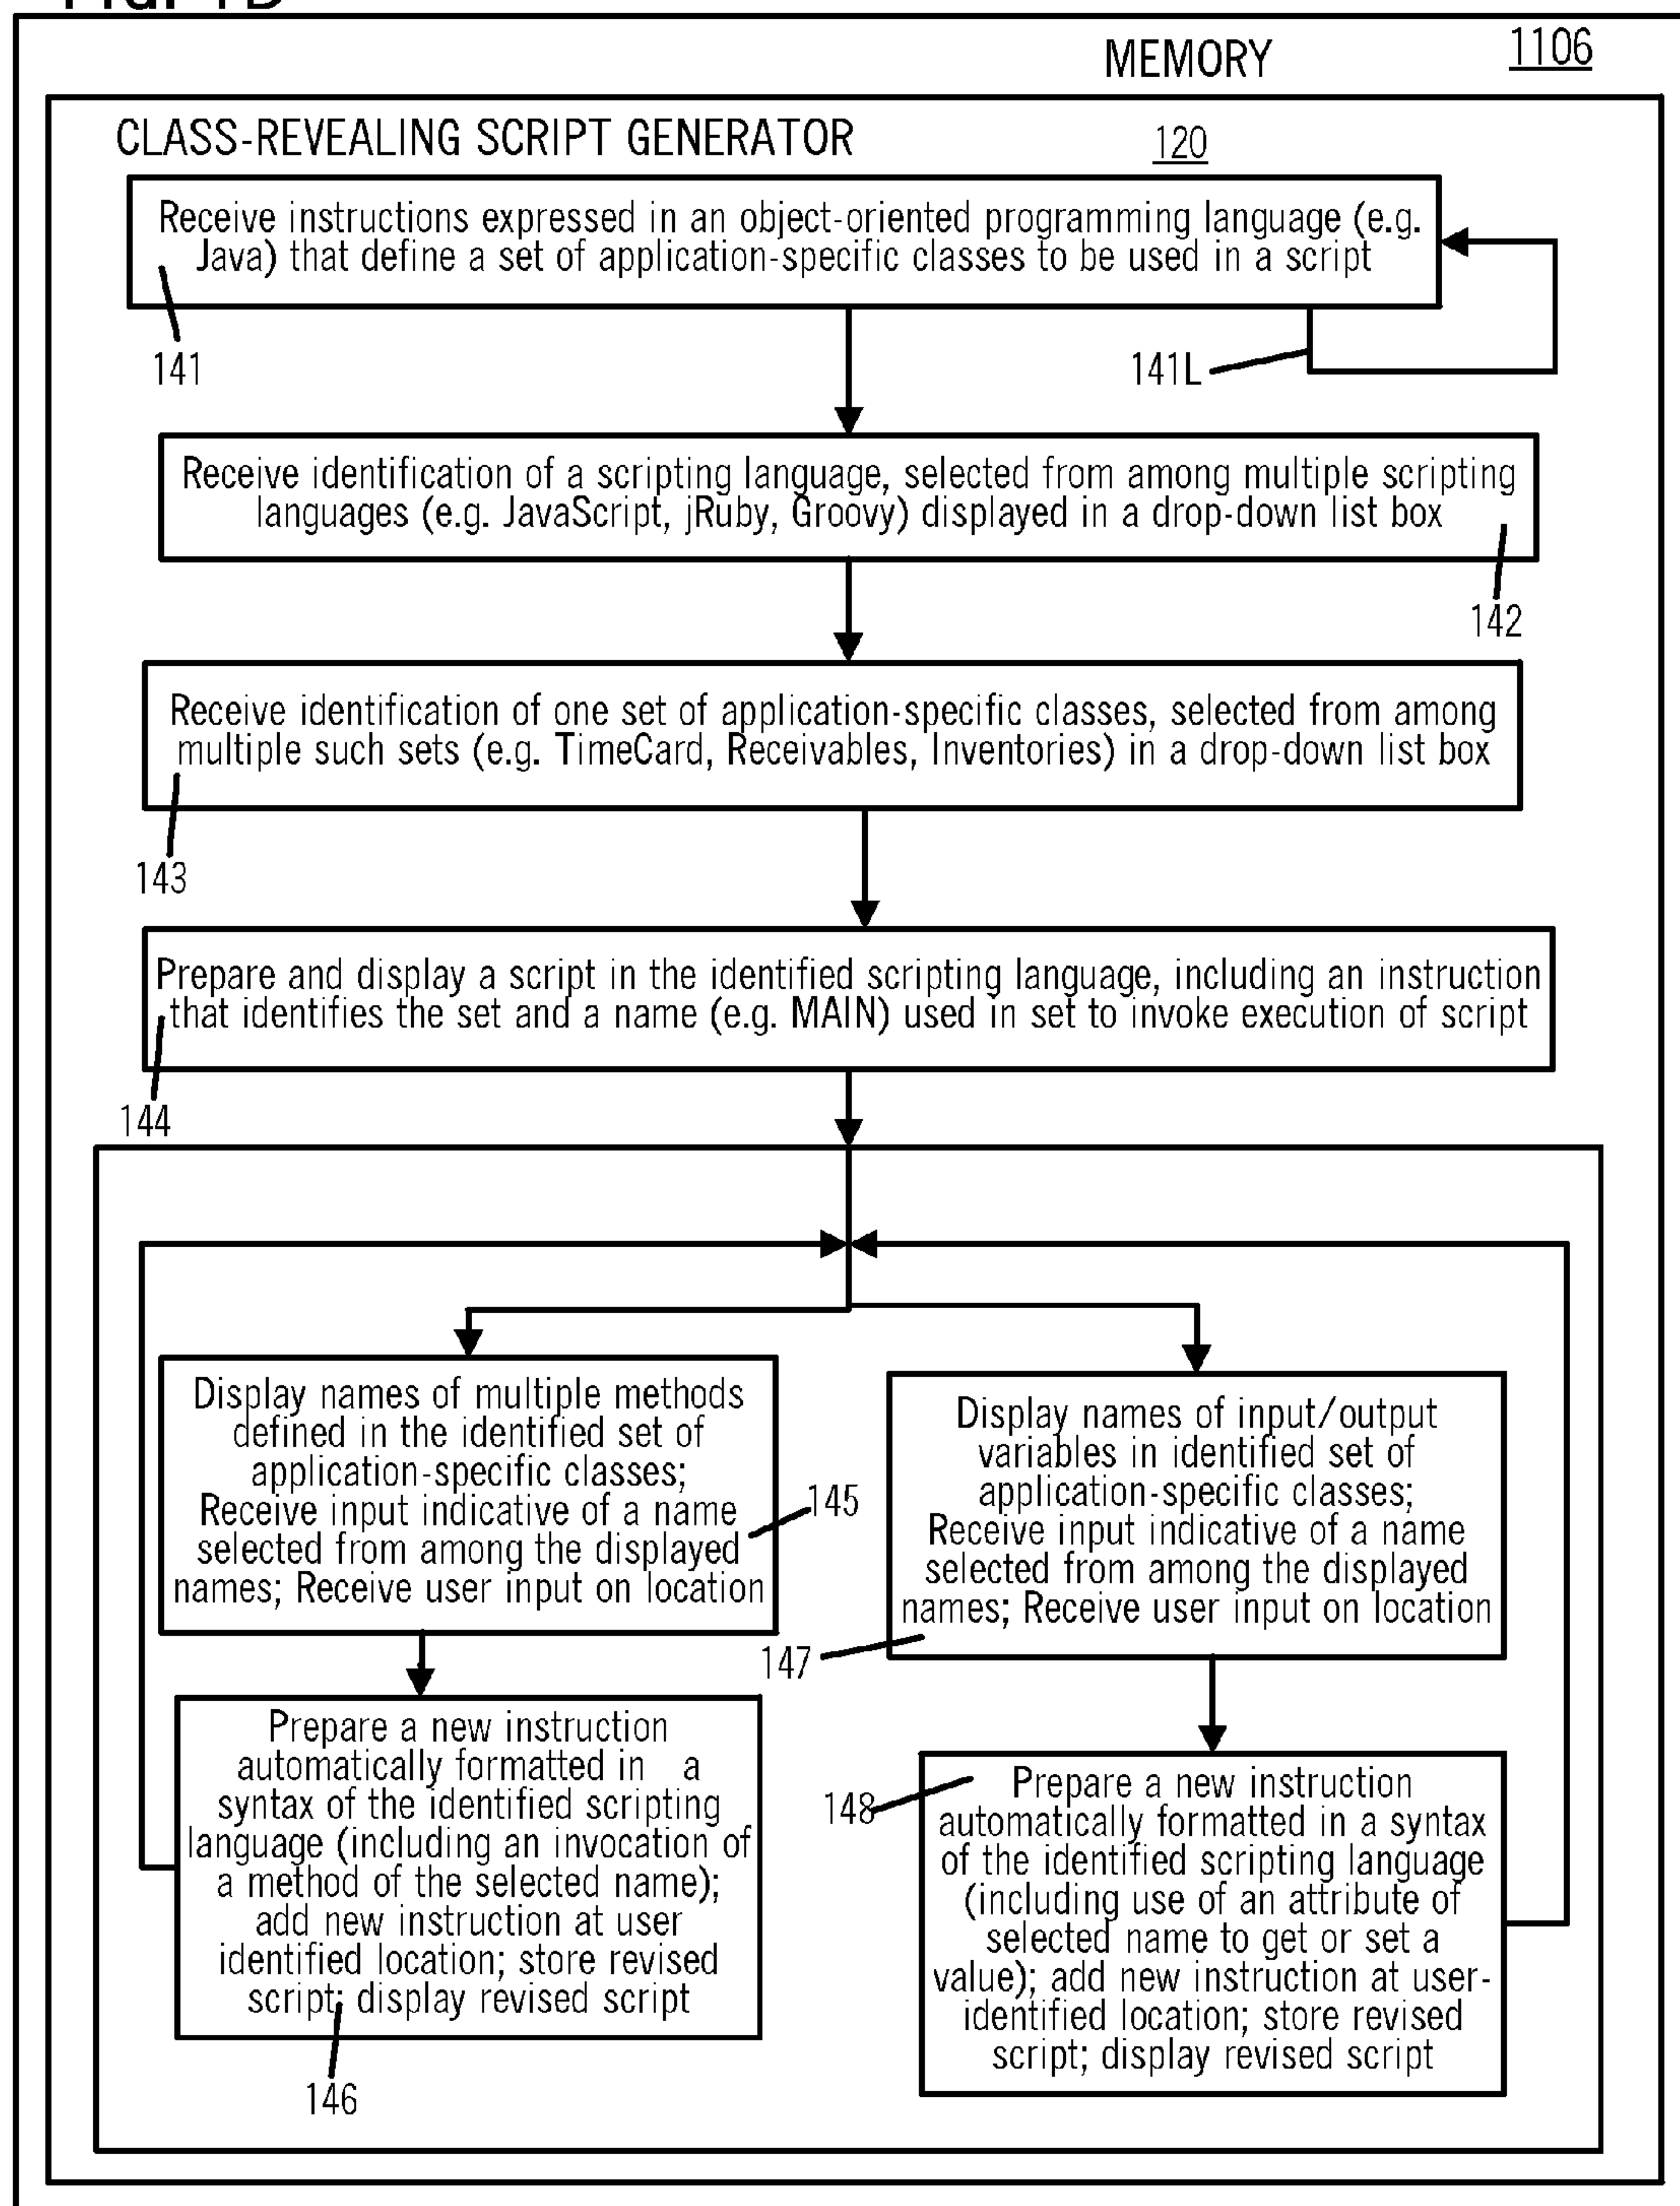 MEMORY
1106
CLASS-REVEALING SCRIPT GENERATOR
120
Receive instructions expressed in an object-oriented programming language (e.g.
Java) that define a set of application-specific classes to be used in a script
141
141L
Receive identification of a scripting language, selected from among multiple scripting
languages (e.g. JavaScript, jRuby, Groovy) displayed in a drop-down list box
142
Receive identification of one set of application-specific classes, selected from among
multiple such sets (e.g. TimeCard, Receivables, Inventories) in a drop-down list box
143
Prepare and display a script in the identified scripting language, including an instruction
that identifies the set and a name (e.g. MAIN) used in set to invoke execution of script
144
Display names of multiple methods
defined in the identified set of
application-specific classes;
Receive input indicative of a name
selected from among the displayed
names; Receive user input on location
145
Display names of input/output
variables in identified set of
application-specific classes;
Receive input indicative of a name
selected from among the displayed
names; Receive user input on location
147
Prepare a new instruction
automatically formatted in a
syntax of the identified scripting
language (including an invocation of
a method of the selected name);
add new instruction at user
identified location; store revised
script; display revised script
146
148
Prepare a new instruction
automatically formatted in a syntax
of the identified scripting language
(including use of an attribute of
selected name to get or set a
value); add new instruction at user-
identified location; store revised
script; display revised script